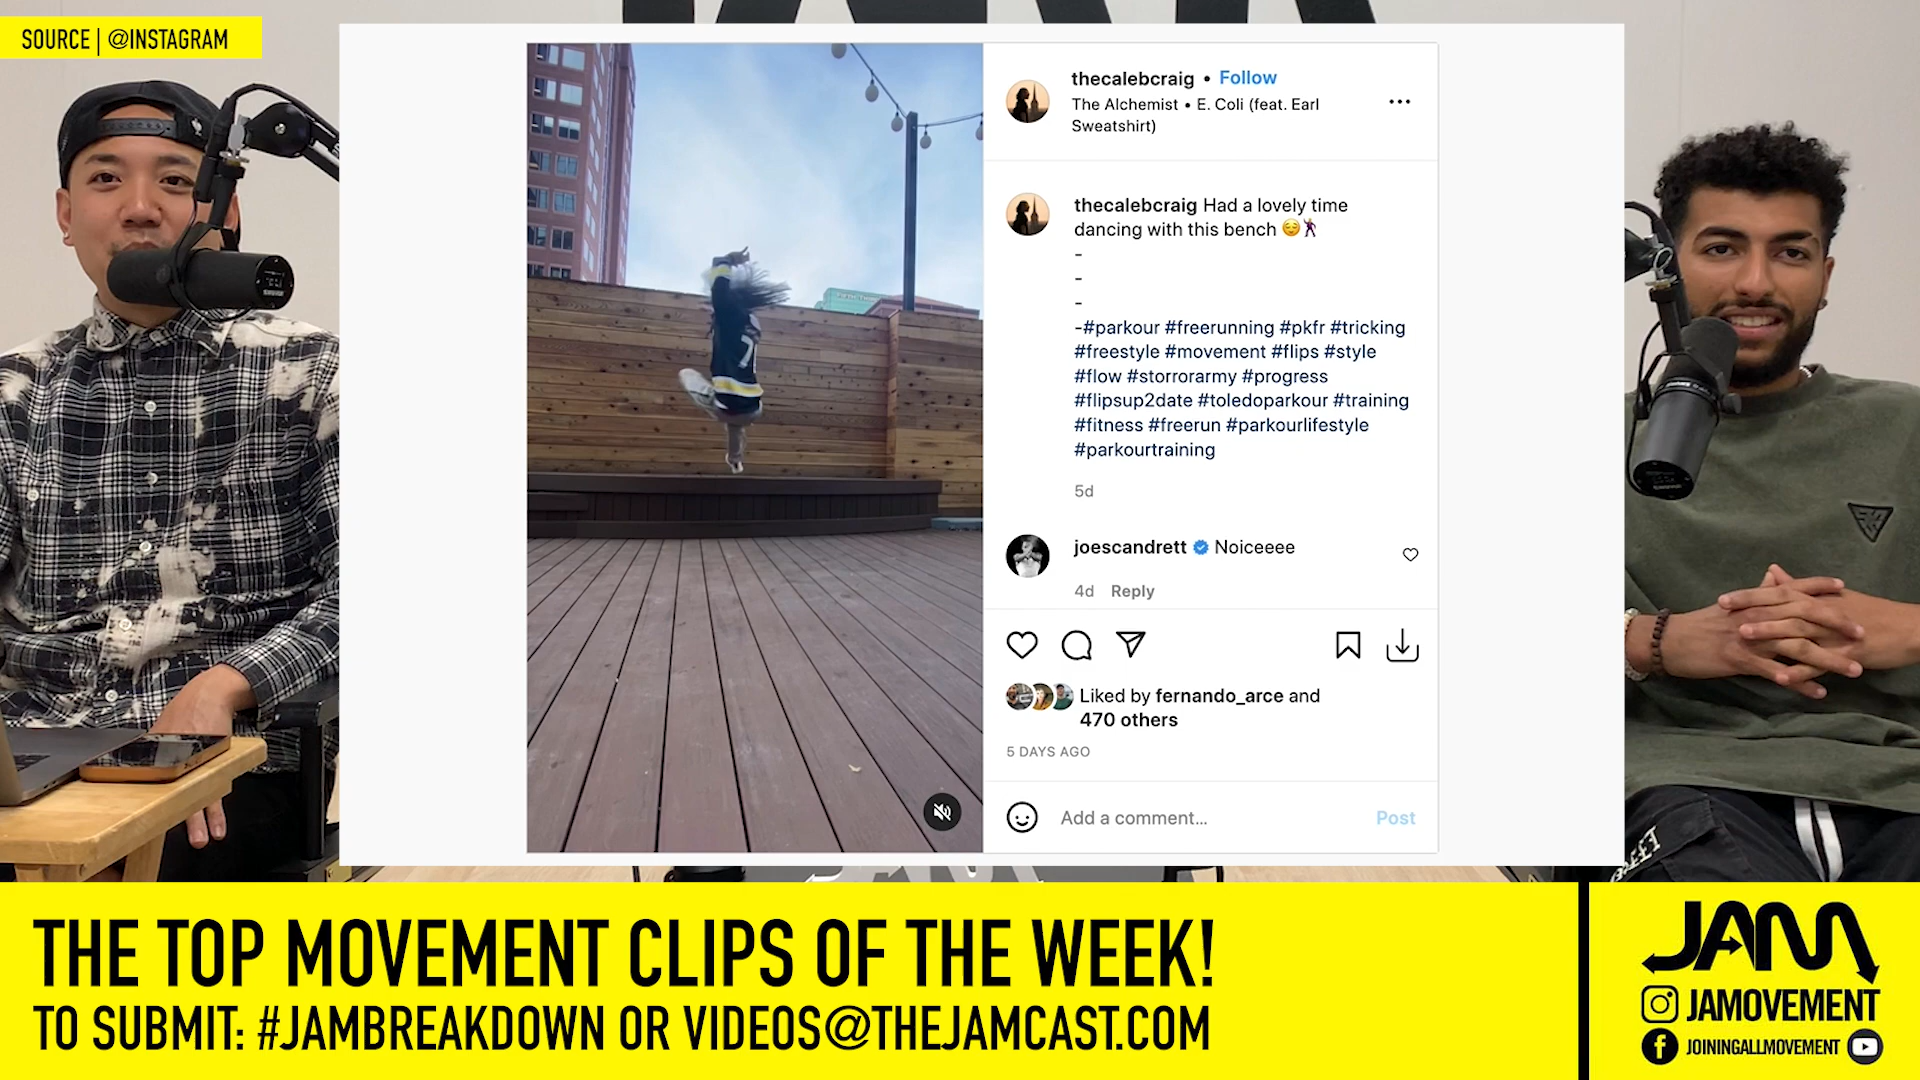 SOURCE | @INSTAGRAM
thecalebcraig • Follow
The Alchemist • E. Coli (feat. Earl
Sweatshirt)
thecalebcraig Had a lovely time
dancing with this bench 😌🕺
-
-
-
-#parkour #freerunning #pkfr #tricking
#freestyle #movement #flips #style
#flow #storrorarmy #progress
#flipsup2date #toledoparkour #training
#fitness #freerun #parkourlifestyle
#parkourtraining
5d
joescandrett Noiceeee
4d Reply
Liked by fernando_arce and
470 others
5 DAYS AGO
Add a comment...
Post
THE TOP MOVEMENT CLIPS OF THE WEEK!
TO SUBMIT: #JAMBREAKDOWN OR VIDEOS@THEJAMCAST.COM
JAM
JAMOVEMENT
JOININGALLMOVEMENT